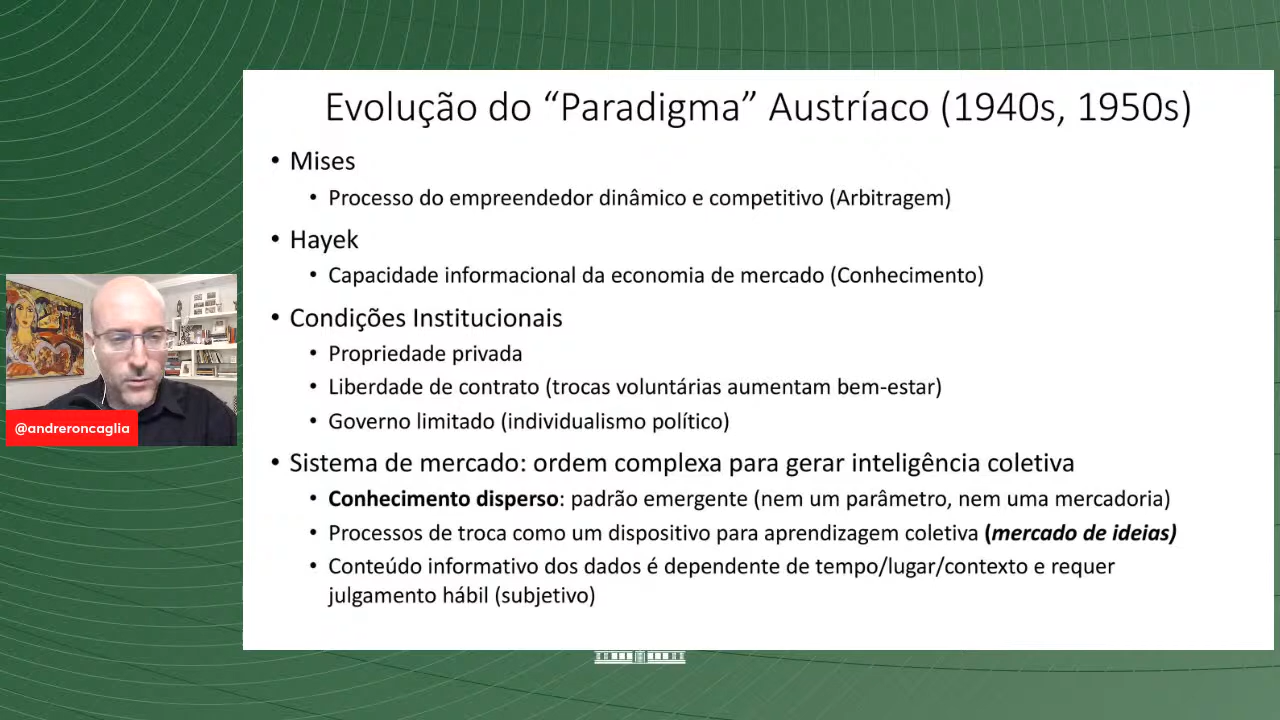 Evolução do “Paradigma” Austríaco (1940s, 1950s)
• Mises
• Processo do empreendedor dinâmico e competitivo (Arbitragem)
• Hayek
• Capacidade informacional da economia de mercado (Conhecimento)
• Condições Institucionais
• Propriedade privada
• Liberdade de contrato (trocas voluntárias aumentam bem-estar)
• Governo limitado (individualismo político)
• Sistema de mercado: ordem complexa para gerar inteligência coletiva
• Conhecimento disperso: padrão emergente (nem um parâmetro, nem uma mercadoria)
• Processos de troca como um dispositivo para aprendizagem coletiva (mercado de ideias)
• Conteúdo informativo dos dados é dependente de tempo/lugar/contexto e requer
julgamento hábil (subjetivo)
@andreroncaglia